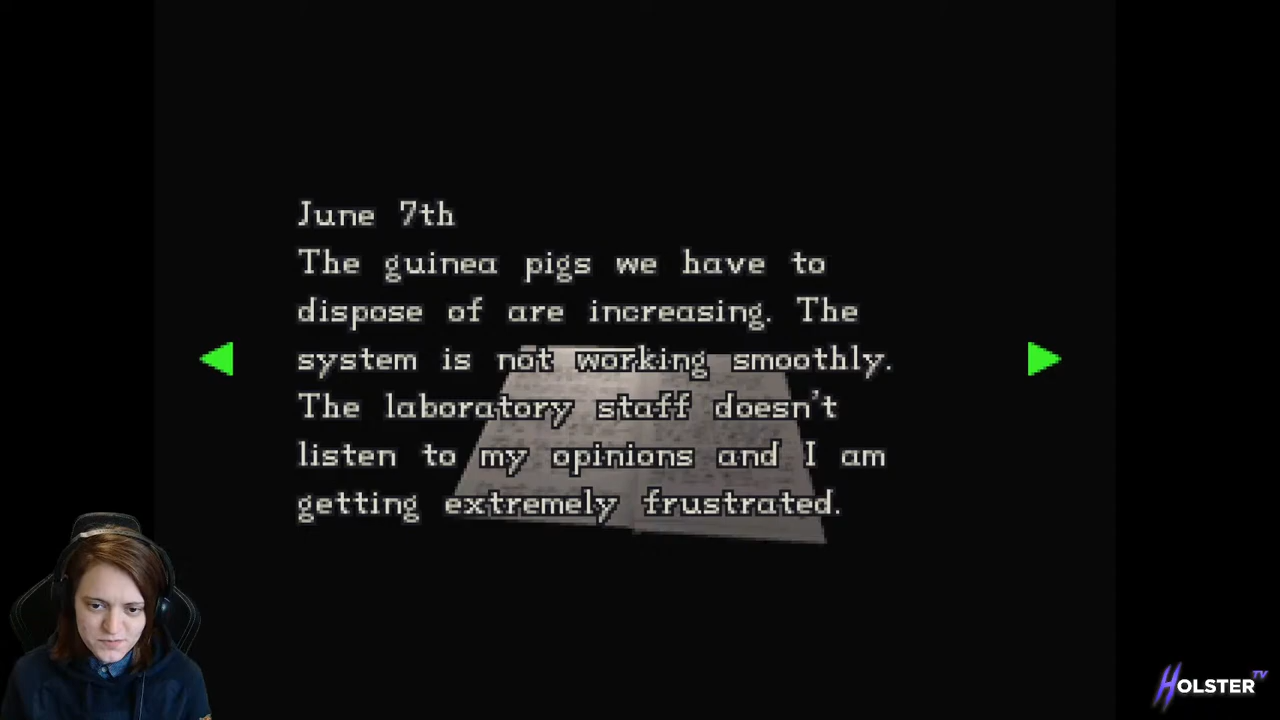 June 7th
The guinea pigs we have to
dispose of are increasing. The
system is not working smoothly.
The laboratory staff doesn't
listen to my opinions and I am
getting extremely frustrated.
HOLSTER TV